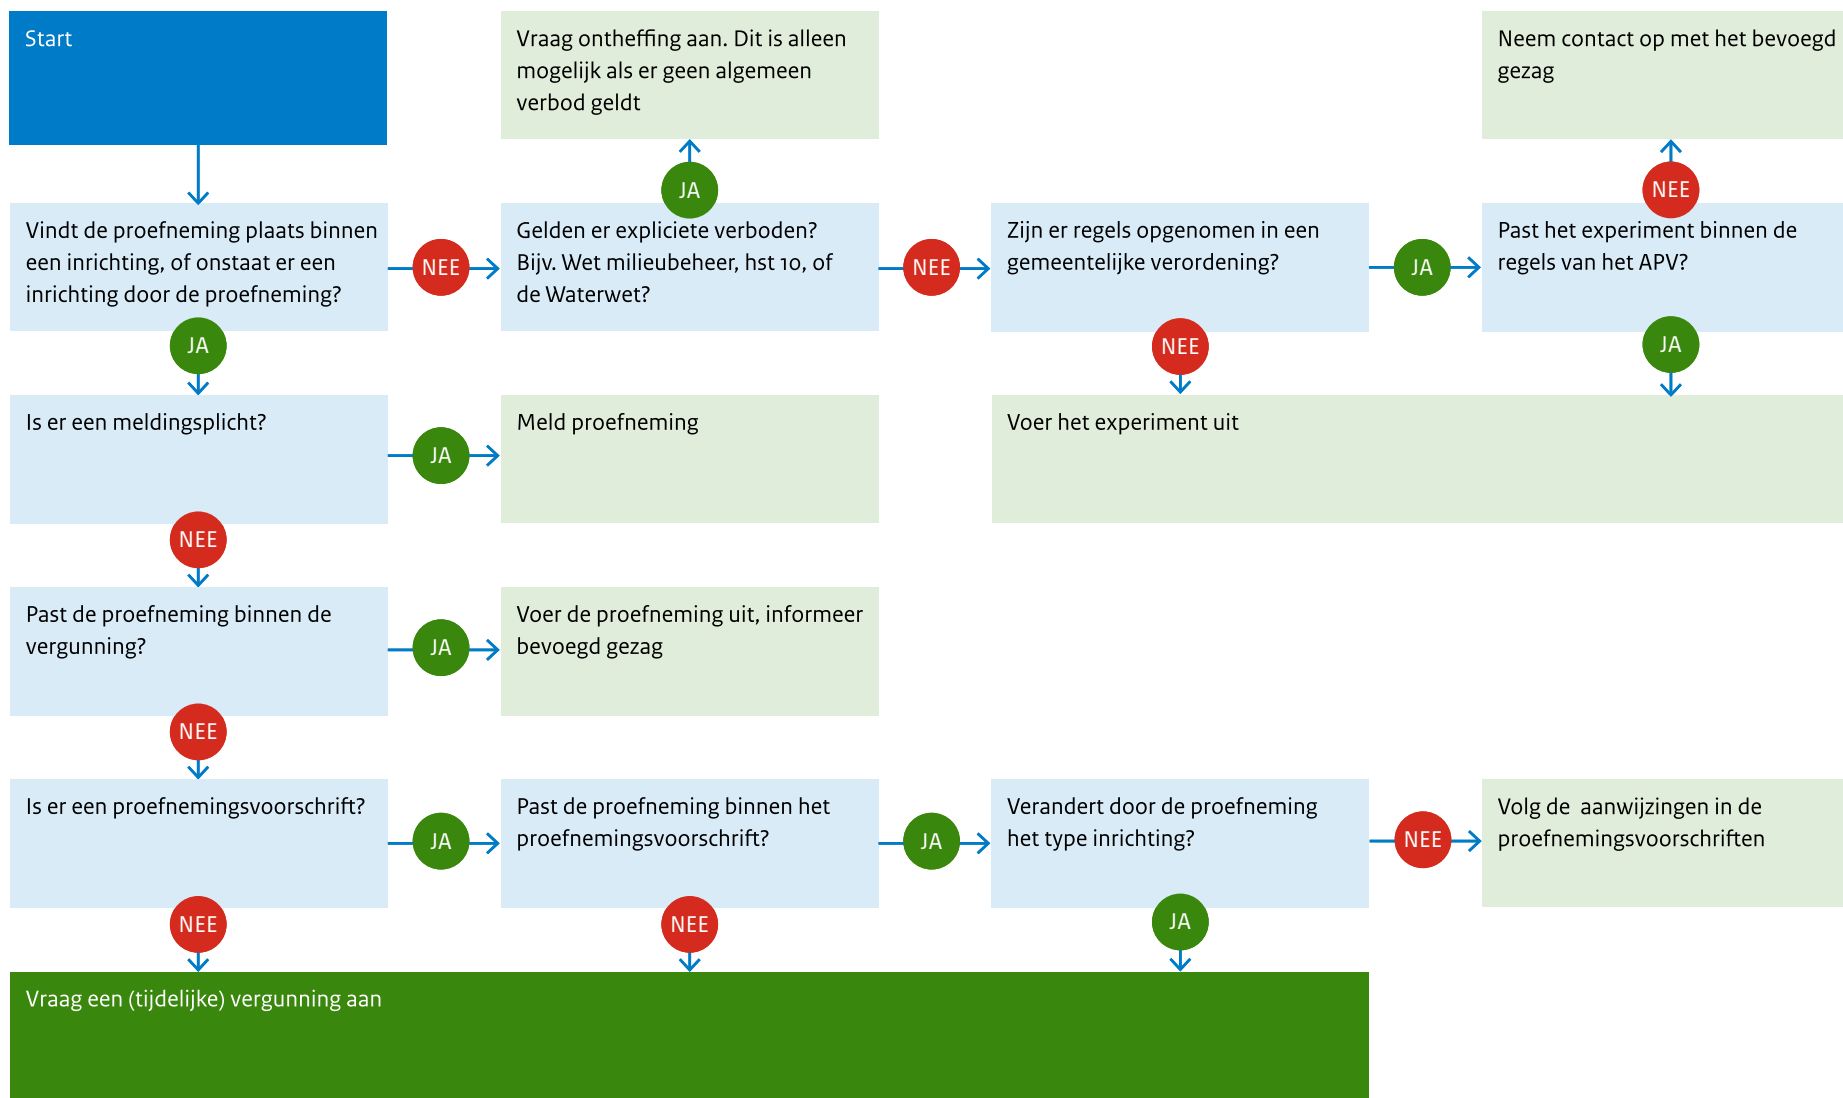 Start
Vraag ontheffing aan. Dit is alleen
mogelijk als er geen algemeen
verbod geldt
Neem contact op met het bevoegd
gezag
JA
NEE
Vindt de proefneming plaats binnen
een inrichting, of onstaat er een
inrichting door de proefneming?
NEE
Gelden er expliciete verboden?
Bijv. Wet milieubeheer, hst 10, of
de Waterwet?
NEE
Zijn er regels opgenomen in een
gemeentelijke verordening?
JA
Past het experiment binnen de
regels van het APV?
JA
NEE
JA
Is er een meldingsplicht?
JA
Meld proefneming
Voer het experiment uit
NEE
Past de proefneming binnen de
vergunning?
JA
Voer de proefneming uit, informeer
bevoegd gezag
NEE
Is er een proefnemingsvoorschrift?
JA
Past de proefneming binnen het
proefnemingsvoorschrift?
JA
Verandert door de proefneming
het type inrichting?
NEE
Volg de aanwijzingen in de
proefnemingsvoorschriften
NEE
NEE
JA
Vraag een (tijdelijke) vergunning aan